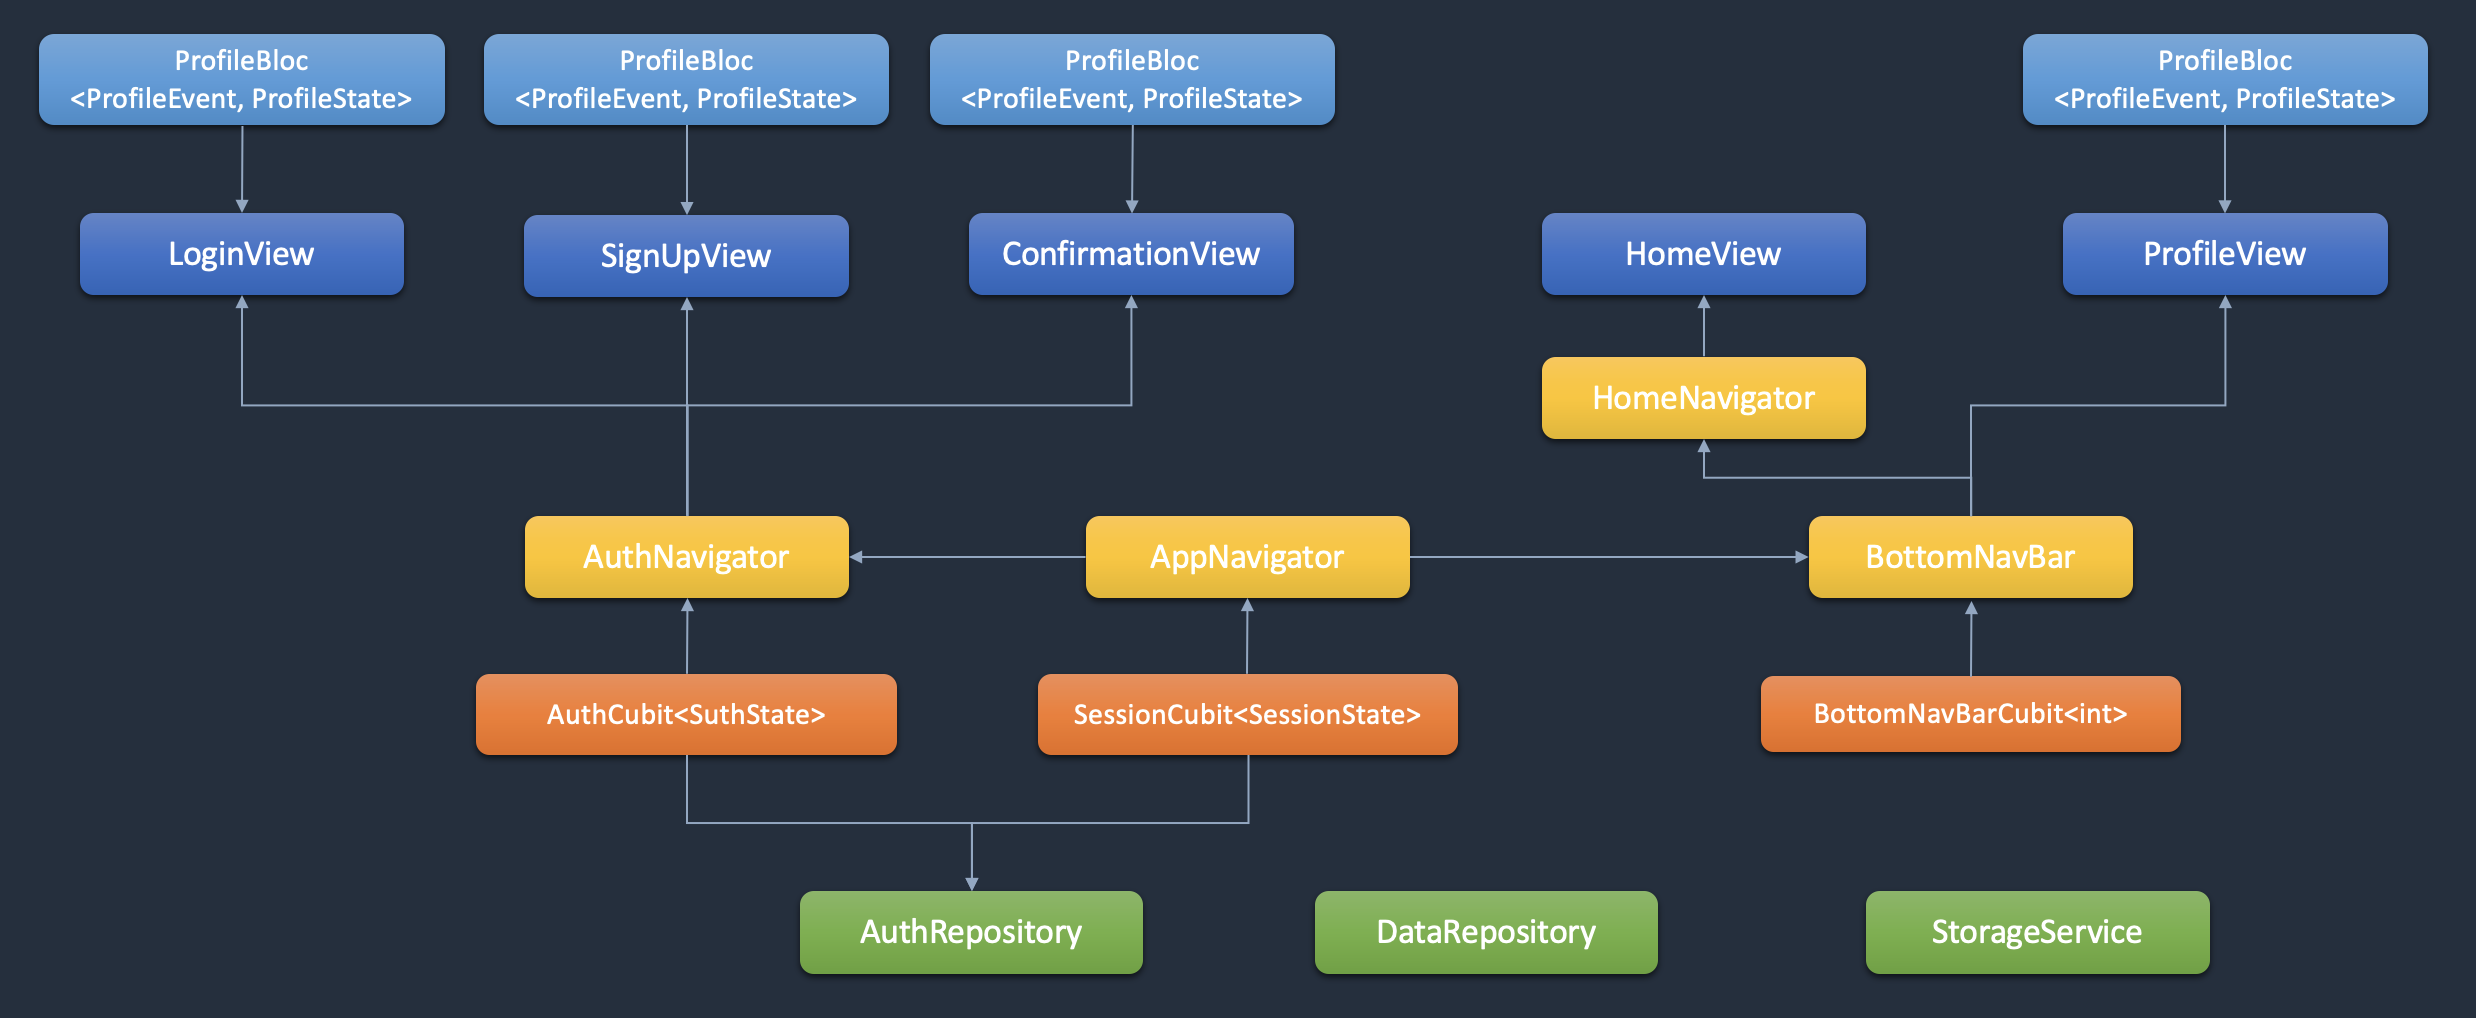 ProfileBloc
<ProfileEvent, ProfileState>
ProfileBloc
<ProfileEvent, ProfileState>
ProfileBloc
<ProfileEvent, ProfileState>
ProfileBloc
<ProfileEvent, ProfileState>
LoginView
SignUpView
ConfirmationView
HomeView
ProfileView
HomeNavigator
AuthNavigator
AppNavigator
BottomNavBar
AuthCubit<SuthState>
SessionCubit<SessionState>
BottomNavBarCubit<int>
AuthRepository
DataRepository
StorageService